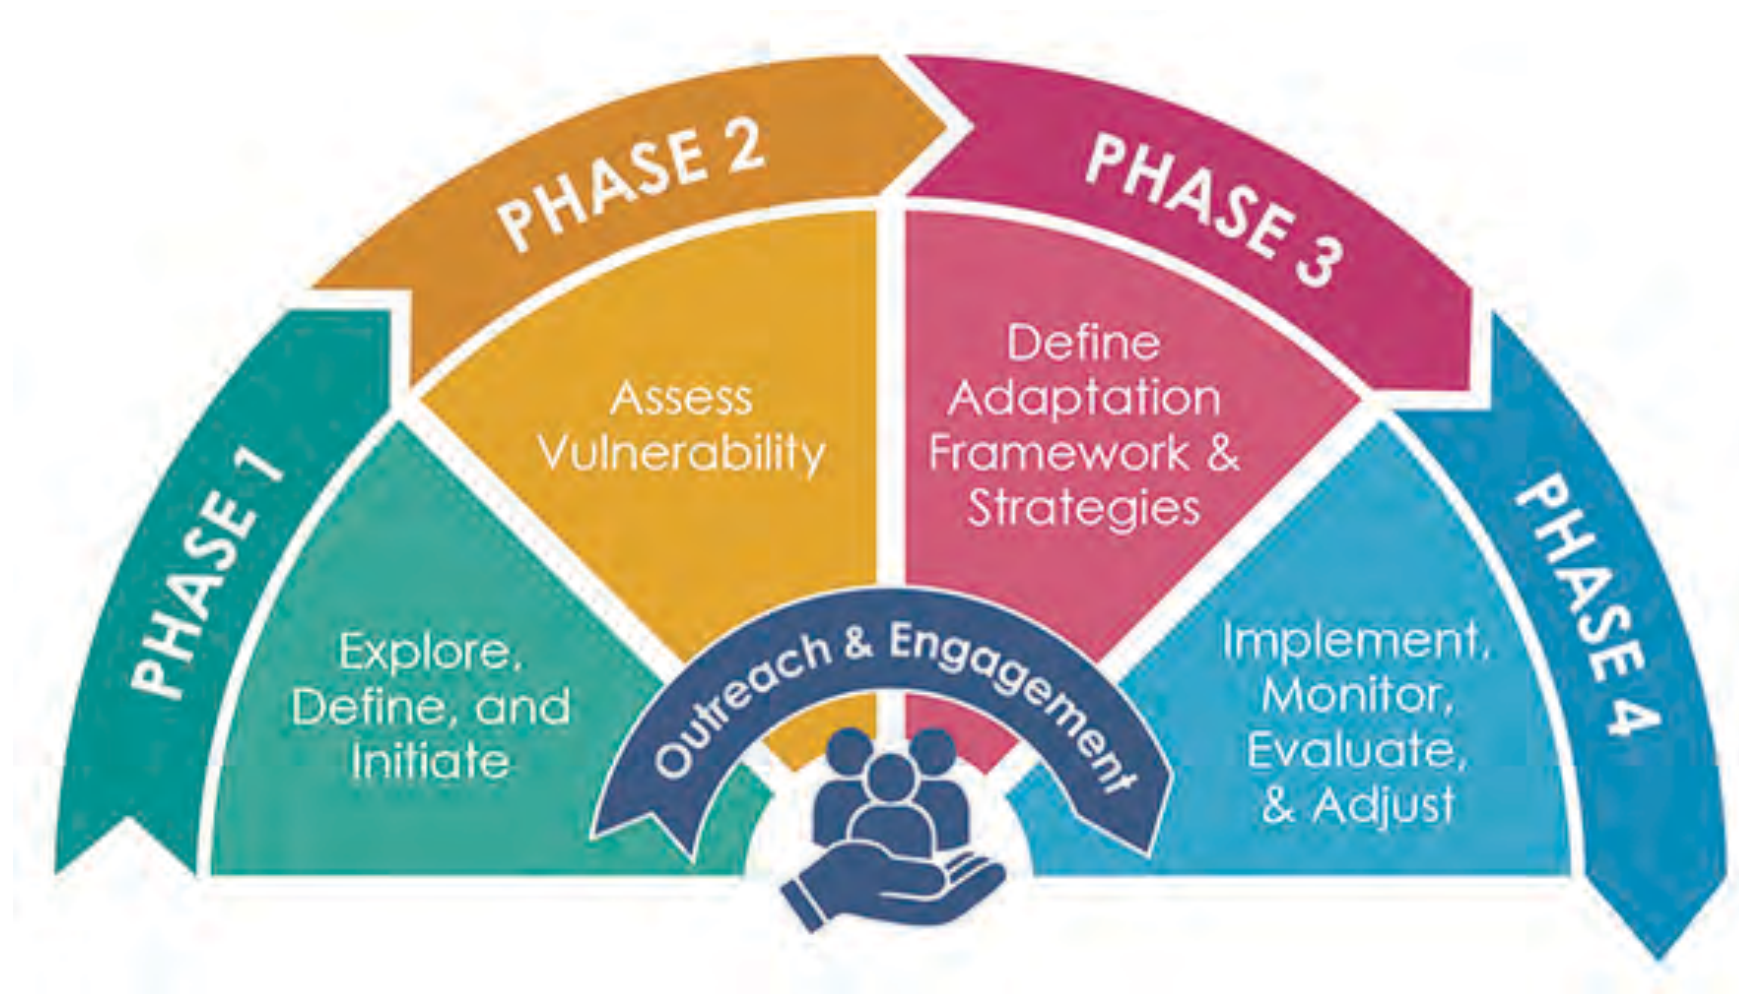 PHASE 1
Explore,
Define, and
Initiate
PHASE 2
Assess
Vulnerability
PHASE 3
Define
Adaptation
Framework &
Strategies
PHASE 4
Implement,
Monitor,
Evaluate,
& Adjust
Outreach & Engagement